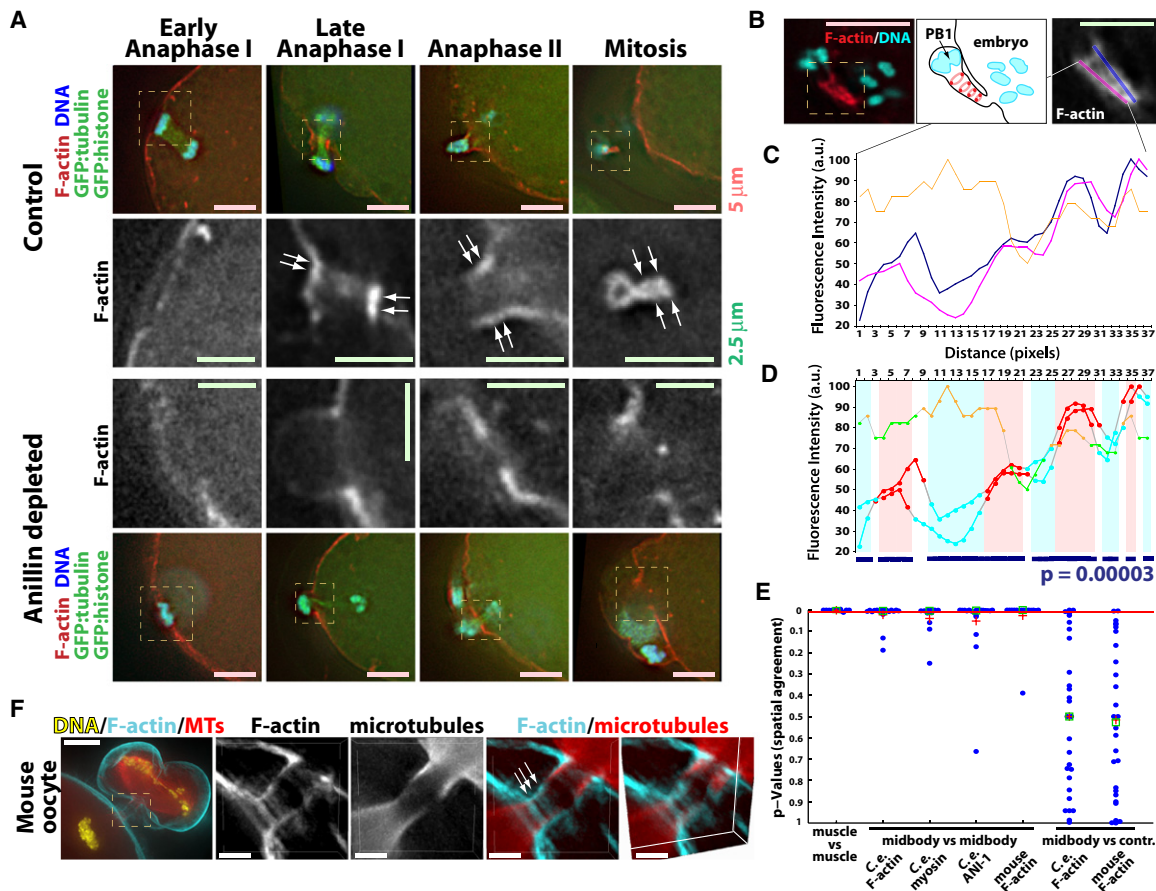 A
Early
Anaphase I
Late
Anaphase I
Anaphase II
Mitosis
Control
F-actin DNA
GFP:tubulin
GFP:histone
5 µm
F-actin
2.5 µm
Anillin depleted
F-actin
F-actin DNA
GFP:tubulin
GFP:histone
B
F-actin/DNA
PB1
embryo
F-actin
C
Fluorescence Intensity (a.u.)
100
90
80
70
60
50
40
30
20
1 3 5 7 9 11 13 15 17 19 21 23 25 27 29 31 33 35 37
Distance (pixels)
D
1 3 5 7 9 11 13 15 17 19 21 23 25 27 29 31 33 35 37
Fluorescence Intensity (a.u.)
100
90
80
70
60
50
40
30
20
p = 0.00003
E
p-Values (spatial agreement)
0
0.1
0.2
0.3
0.4
0.5
0.6
0.7
0.8
0.9
1
muscle
vs
muscle
midbody vs midbody
midbody vs contr.
C.e.
F-actin
C.e.
myosin
C.e.
ANI-1
mouse
F-actin
C.e.
F-actin
mouse
F-actin
F
DNA/F-actin/MTs
F-actin
microtubules
F-actin/microtubules
Mouse
oocyte